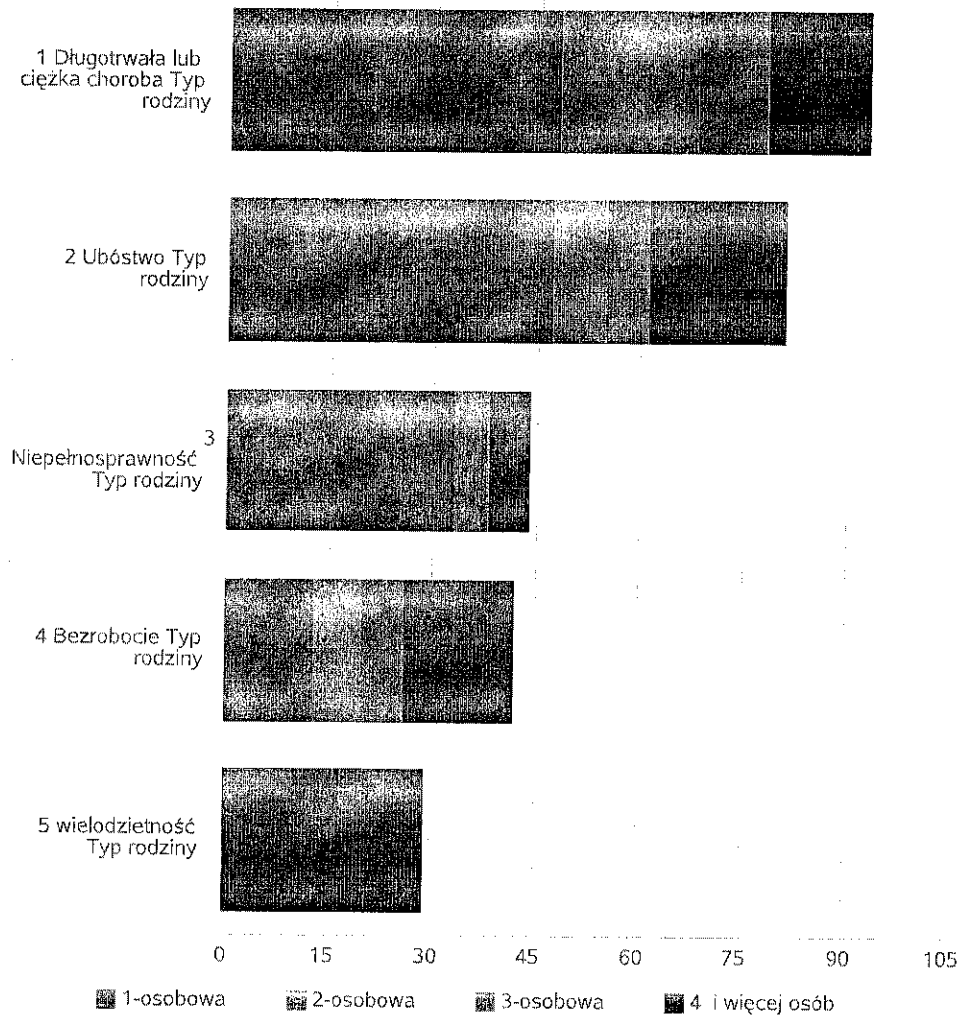 1 Długotrwała lub
ciężka choroba Typ
rodziny
2 Ubóstwo Typ
rodziny
3
Niepełnosprawność
Typ rodziny
4 Bezrobocie Typ
rodziny
5 wielodzietność
Typ rodziny
0 15 30 45 60 75 90 105
1-osobowa 2-osobowa 3-osobowa 4 i więcej osób